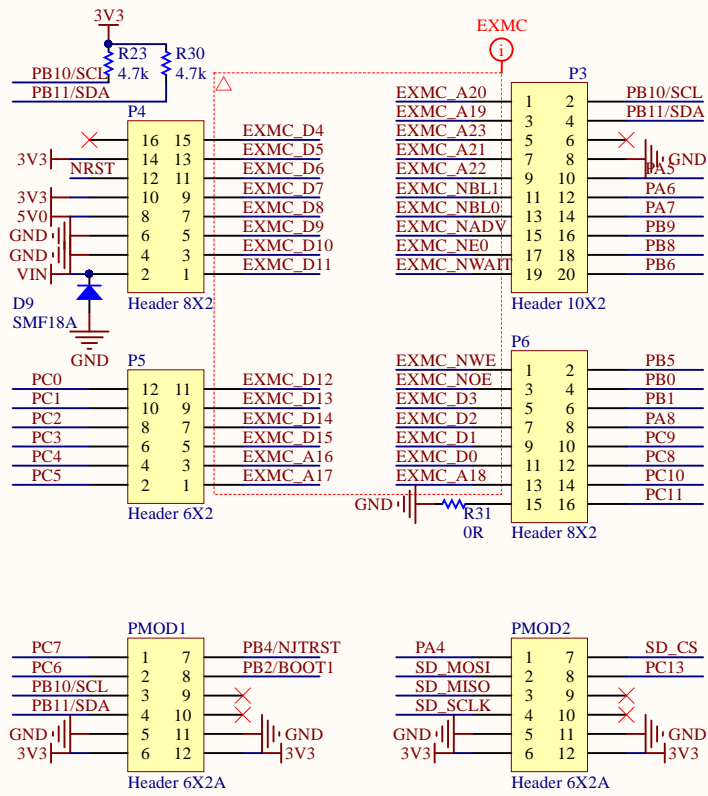 3V3
EXMC
i
R23
R30
4.7k
4.7k
PB10/SCL
PB11/SDA
P4
16 15 EXMC_D4
3V3 14 13 EXMC_D5
NRST 12 11 EXMC_D6
3V3 10 9 EXMC_D7
5V0 8 7 EXMC_D8
GND 6 5 EXMC_D9
GND 4 3 EXMC_D10
VIN 2 1 EXMC_D11
D9
SMF18A
GND
Header 8X2
P3
EXMC_A20 1 2 PB10/SCL
EXMC_A19 3 4 PB11/SDA
EXMC_A23 5 6
EXMC_A21 7 8 GND
EXMC_A22 9 10 PA5
EXMC_NBL1 11 12 PA6
EXMC_NBL0 13 14 PA7
EXMC_NADV 15 16 PB9
EXMC_NE0 17 18 PB8
EXMC_NWAIT 19 20 PB6
Header 10X2
P5
PC0 12 11 EXMC_D12
PC1 10 9 EXMC_D13
PC2 8 7 EXMC_D14
PC3 6 5 EXMC_D15
PC4 4 3 EXMC_A16
PC5 2 1 EXMC_A17
Header 6X2
P6
EXMC_NWE 1 2 PB5
EXMC_NOE 3 4 PB0
EXMC_D3 5 6 PB1
EXMC_D2 7 8 PA8
EXMC_D1 9 10 PC9
EXMC_D0 11 12 PC8
EXMC_A18 13 14 PC10
GND 15 16 PC11
R31
0R
Header 8X2
PMOD1
PC7 1 7 PB4/NJTRST
PC6 2 8 PB2/BOOT1
PB10/SCL 3 9
PB11/SDA 4 10
GND 5 11 GND
3V3 6 12 3V3
Header 6X2A
PMOD2
PA4 1 7 SD_CS
SD_MOSI 2 8 PC13
SD_MISO 3 9
SD_SCLK 4 10
GND 5 11 GND
3V3 6 12 3V3
Header 6X2A